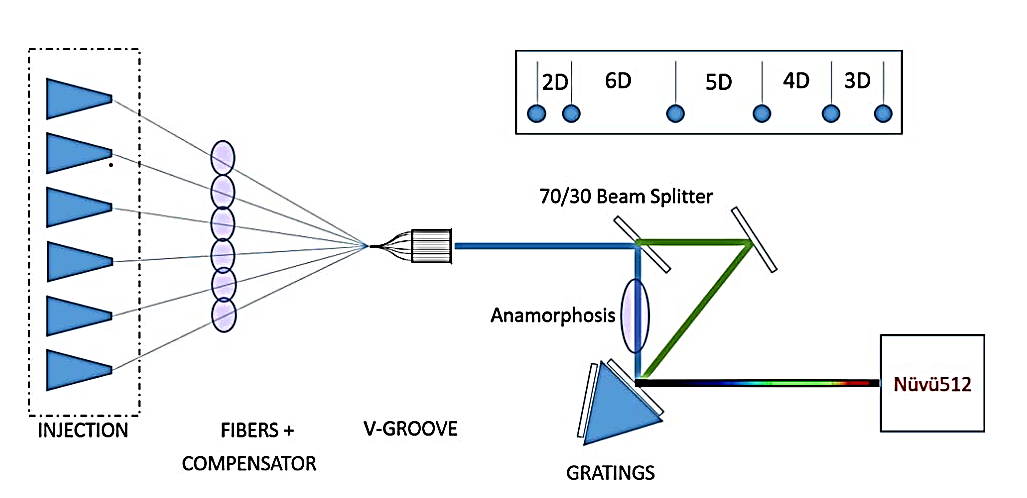 2D 6D 5D 4D 3D
70/30 Beam Splitter
Anamorphosis
Nüvü512
INJECTION
FIBERS +
COMPENSATOR
V-GROOVE
GRATINGS